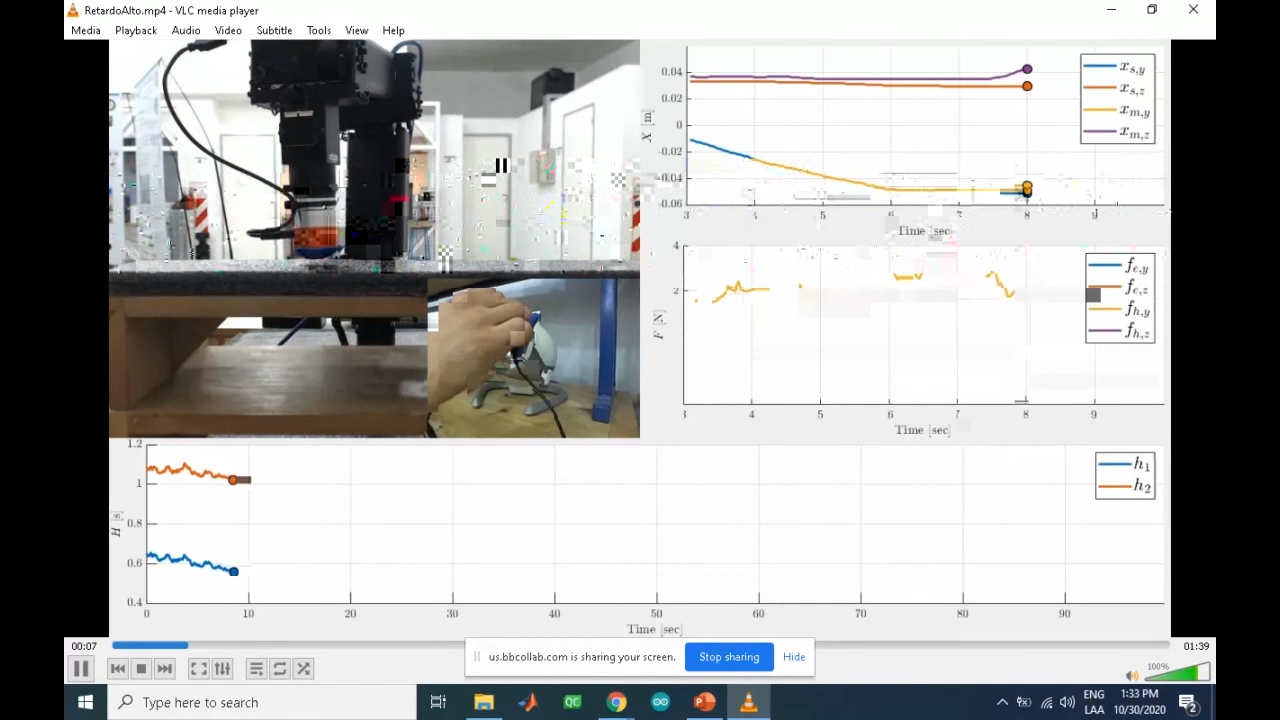 RetardoAlto.mp4 - VLC media player
Media Playback Audio Video Subtitle Tools View Help
0.04
0.02
0
-0.02
-0.04
-0.06
X [m]
3 5 6 7 8 9
Time [sec]
x_{s,y}
x_{s,z}
x_{m,y}
x_{m,z}
4
2
F [N]
3 4 5 6 7 8 9
Time [sec]
f_{e,y}
f_{e,z}
f_{h,y}
f_{h,z}
1.2
1
0.8
0.6
0.4
H [s]
0 10 20 30 40 50 60 70 80 90
Time [sec]
h_1
h_2
00:07
01:39
us.bbcollab.com is sharing your screen. Stop sharing Hide
100%
Type here to search
QC
ENG
LAA
1:33 PM
10/30/2020
2